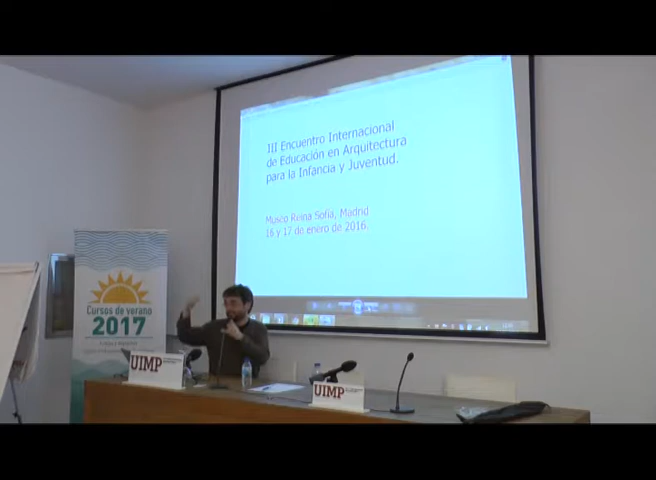 III Encuentro Internacional
de Educación en Arquitectura
para la Infancia y Juventud.
Museo Reina Sofía, Madrid
16 y 17 de enero de 2016.
Cursos de verano
2017
UIMP
UIMP